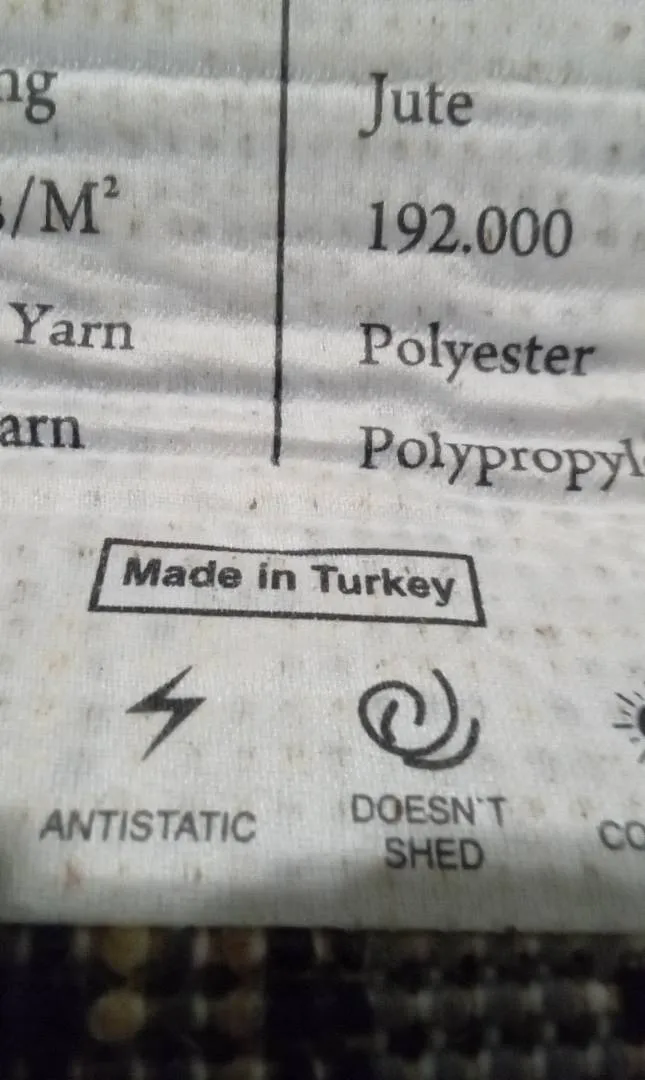 ng Jute
s/M² 192.000
Yarn Polyester
arn Polypropyl
Made in Turkey
ANTISTATIC
DOESN'T
SHED
CO